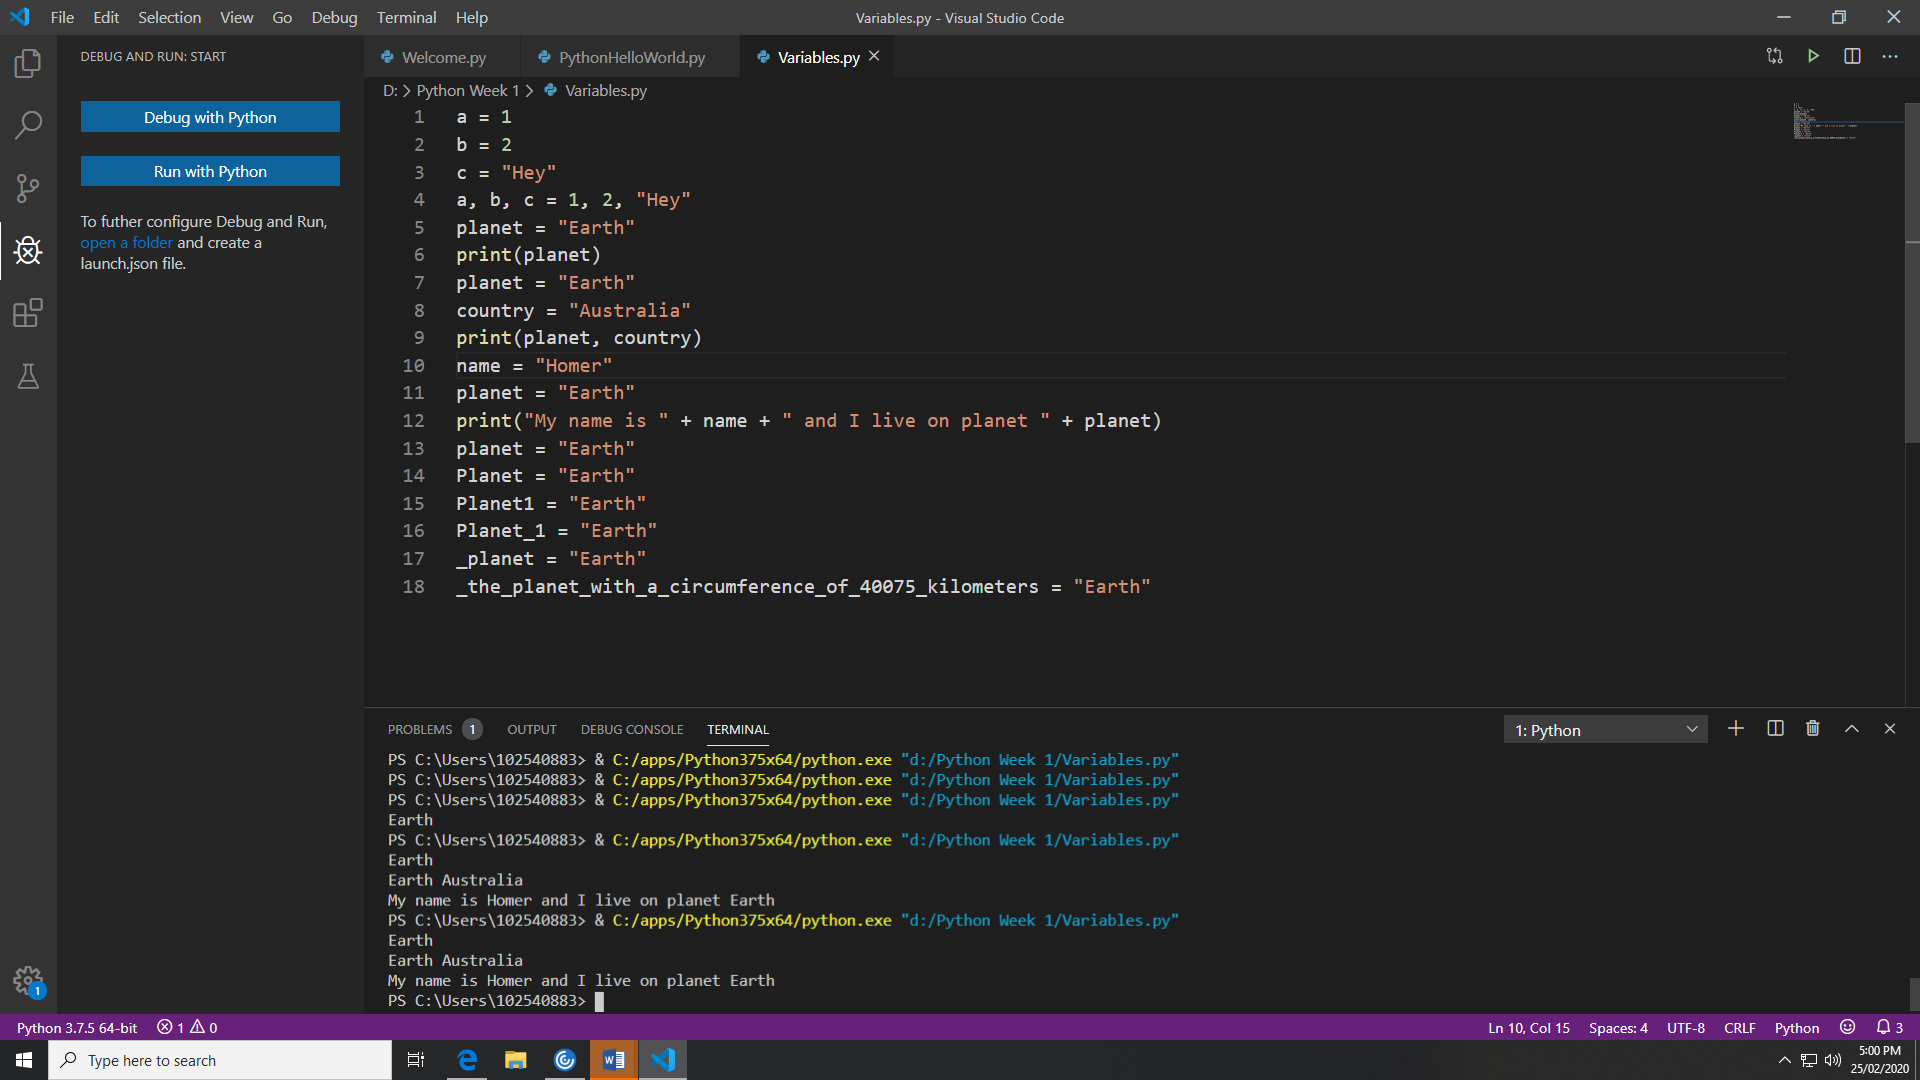 File Edit Selection View Go Debug Terminal Help
Variables.py - Visual Studio Code
DEBUG AND RUN: START
Debug with Python
Run with Python
To futher configure Debug and Run,
open a folder and create a
launch.json file.
Welcome.py PythonHelloWorld.py Variables.py
D: > Python Week 1 > Variables.py
1 a = 1
2 b = 2
3 c = "Hey"
4 a, b, c = 1, 2, "Hey"
5 planet = "Earth"
6 print(planet)
7 planet = "Earth"
8 country = "Australia"
9 print(planet, country)
10 name = "Homer"
11 planet = "Earth"
12 print("My name is " + name + " and I live on planet " + planet)
13 planet = "Earth"
14 Planet = "Earth"
15 Planet1 = "Earth"
16 Planet_1 = "Earth"
17 _planet = "Earth"
18 _the_planet_with_a_circumference_of_40075_kilometers = "Earth"
PROBLEMS 1 OUTPUT DEBUG CONSOLE TERMINAL
1: Python
PS C:\Users\102540883> & C:/apps/Python375x64/python.exe "d:/Python Week 1/Variables.py"
PS C:\Users\102540883> & C:/apps/Python375x64/python.exe "d:/Python Week 1/Variables.py"
PS C:\Users\102540883> & C:/apps/Python375x64/python.exe "d:/Python Week 1/Variables.py"
Earth
PS C:\Users\102540883> & C:/apps/Python375x64/python.exe "d:/Python Week 1/Variables.py"
Earth
Earth Australia
My name is Homer and I live on planet Earth
PS C:\Users\102540883> & C:/apps/Python375x64/python.exe "d:/Python Week 1/Variables.py"
Earth
Earth Australia
My name is Homer and I live on planet Earth
PS C:\Users\102540883>
1
Python 3.7.5 64-bit 1 0
Ln 10, Col 15 Spaces: 4 UTF-8 CRLF Python 3
Type here to search
5:00 PM
25/02/2020